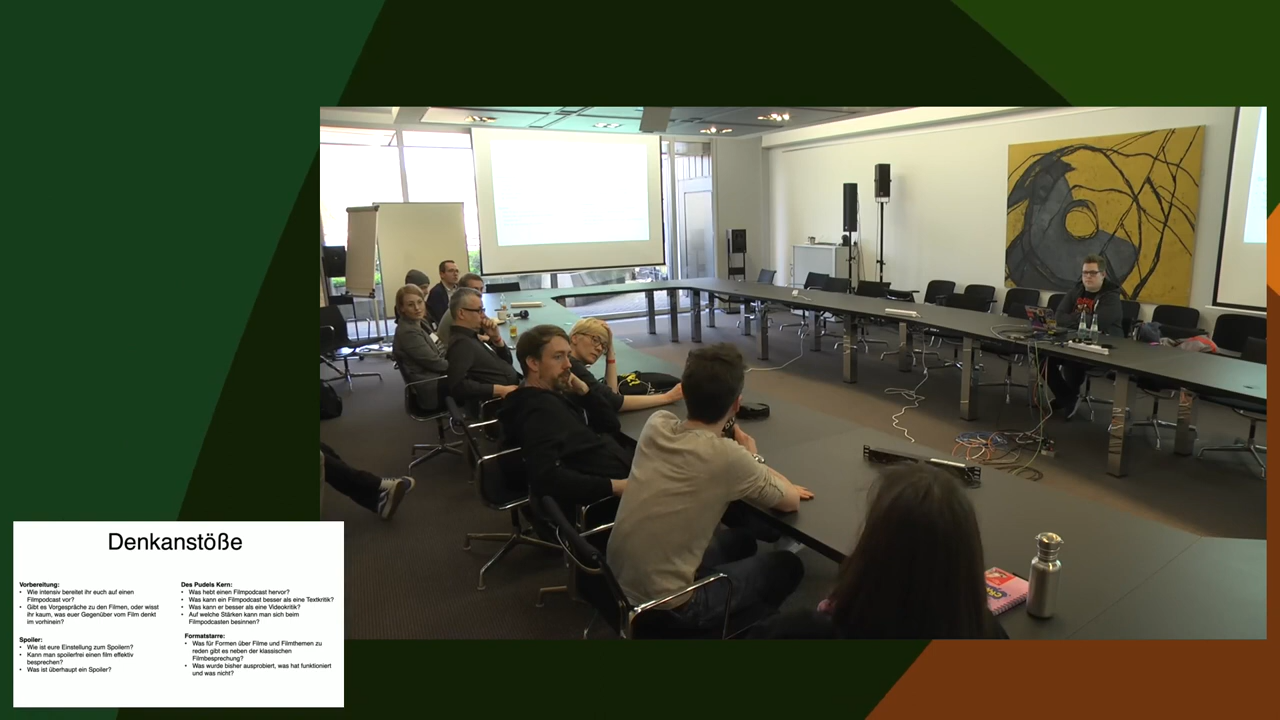 Denkanstöße
Vorbereitung:
• Wie intensiv bereitet ihr euch auf einen
Filmpodcast vor?
• Gibt es Vorgespräche zu den Filmen, oder wisst
ihr kaum, was euer Gegenüber vom Film denkt
im vorhinein?
Spoiler:
• Wie ist eure Einstellung zum Spoilern?
• Kann man spoilerfrei einen film effektiv
besprechen?
• Was ist überhaupt ein Spoiler?
Des Pudels Kern:
• Was hebt einen Filmpodcast hervor?
• Was kann ein Filmpodcast besser als eine Textkritik?
• Was kann er besser als eine Videokritik?
• Auf welche Stärken kann man sich beim
Filmpodcasten besinnen?
Formatstarre:
• Was für Formen über Filme und Filmthemen zu
reden gibt es neben der klassischen
Filmbesprechung?
• Was wurde bisher ausprobiert, was hat funktioniert
und was nicht?